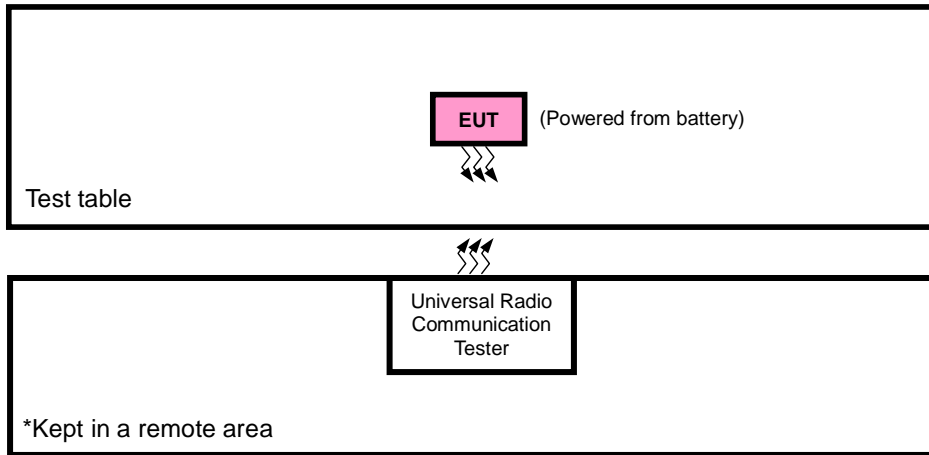 EUT
(Powered from battery)
Test table
Universal Radio
Communication
Tester
*Kept in a remote area